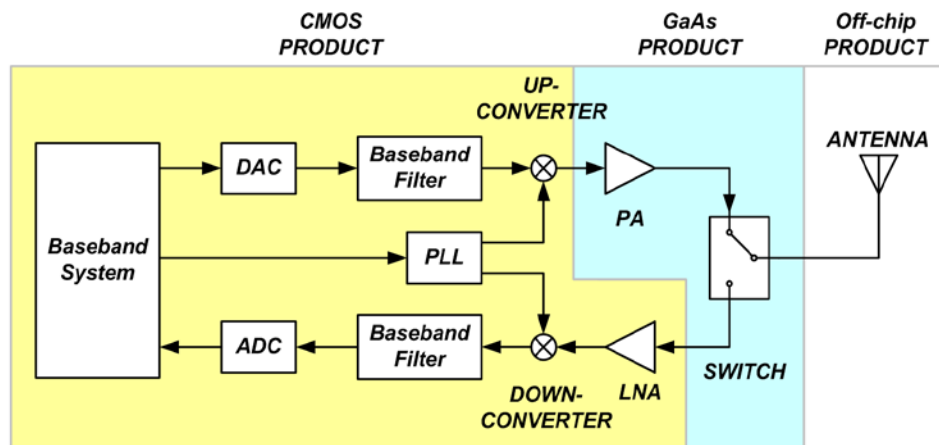 CMOS
PRODUCT
GaAs
PRODUCT
Off-chip
PRODUCT
UP-
CONVERTER
ANTENNA
DAC
Baseband
Filter
PA
Baseband
System
PLL
ADC
Baseband
Filter
DOWN-
CONVERTER
LNA
SWITCH